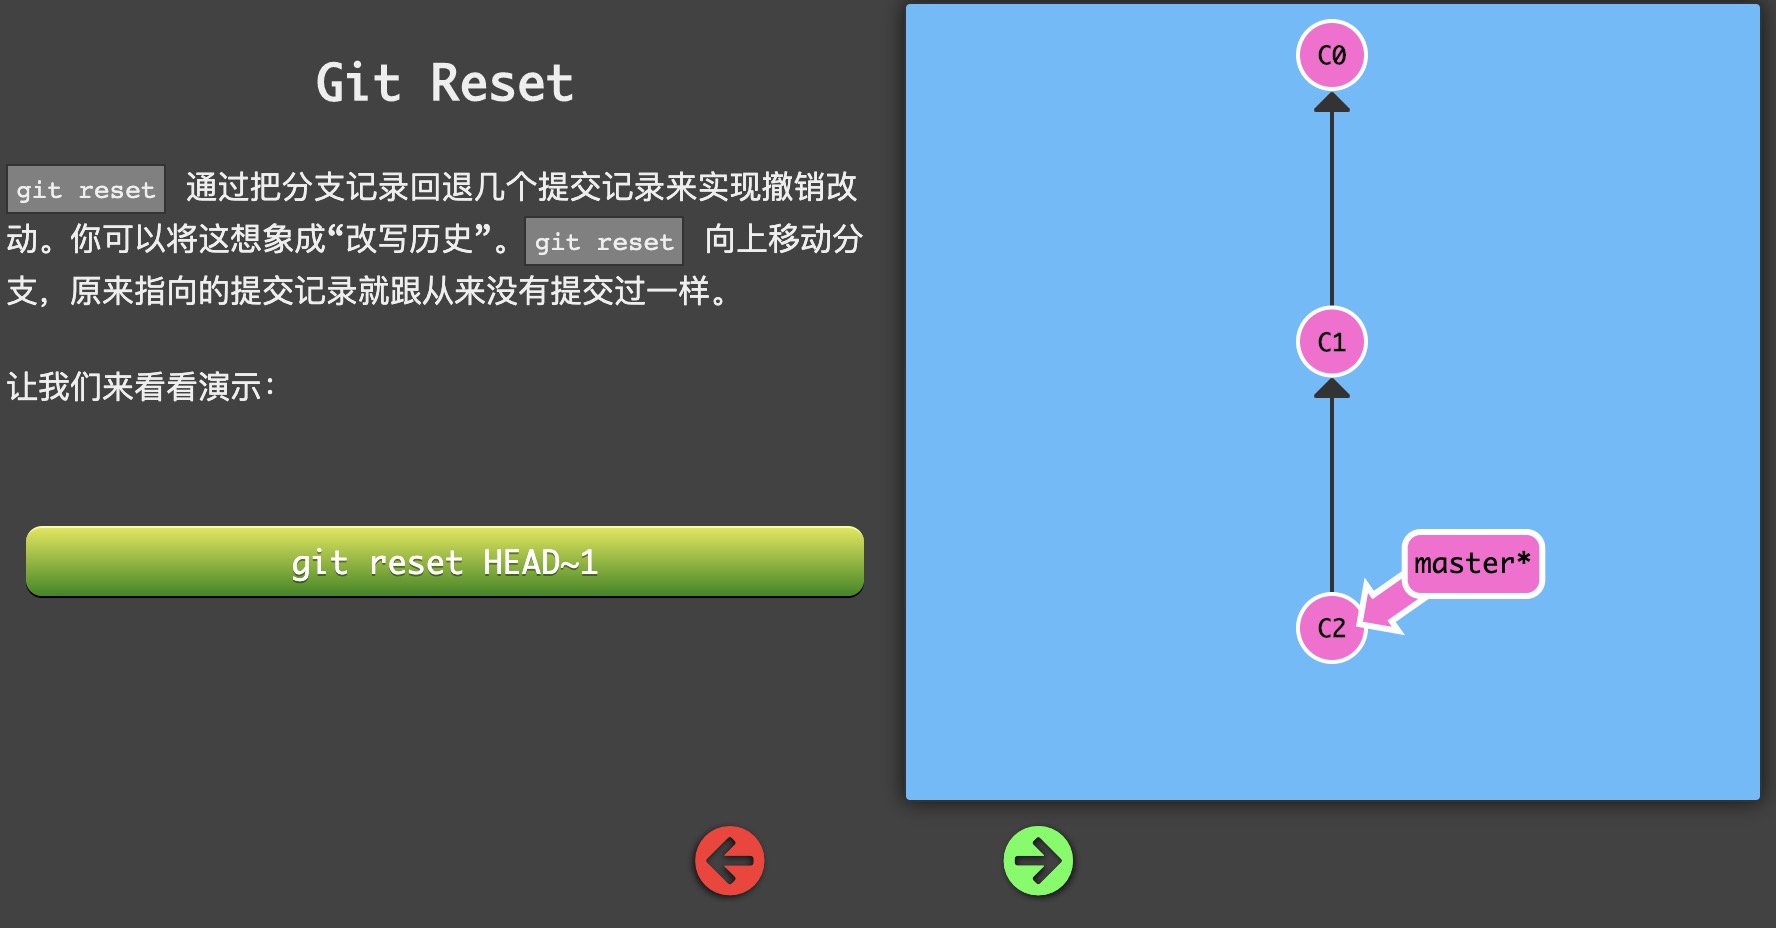 Git Reset
git reset 通过把分支记录回退几个提交记录来实现撤销改
动。你可以将这想象成“改写历史”。git reset 向上移动分
支，原来指向的提交记录就跟从来没有提交过一样。
让我们来看看演示：
git reset HEAD~1
C0
C1
master*
C2